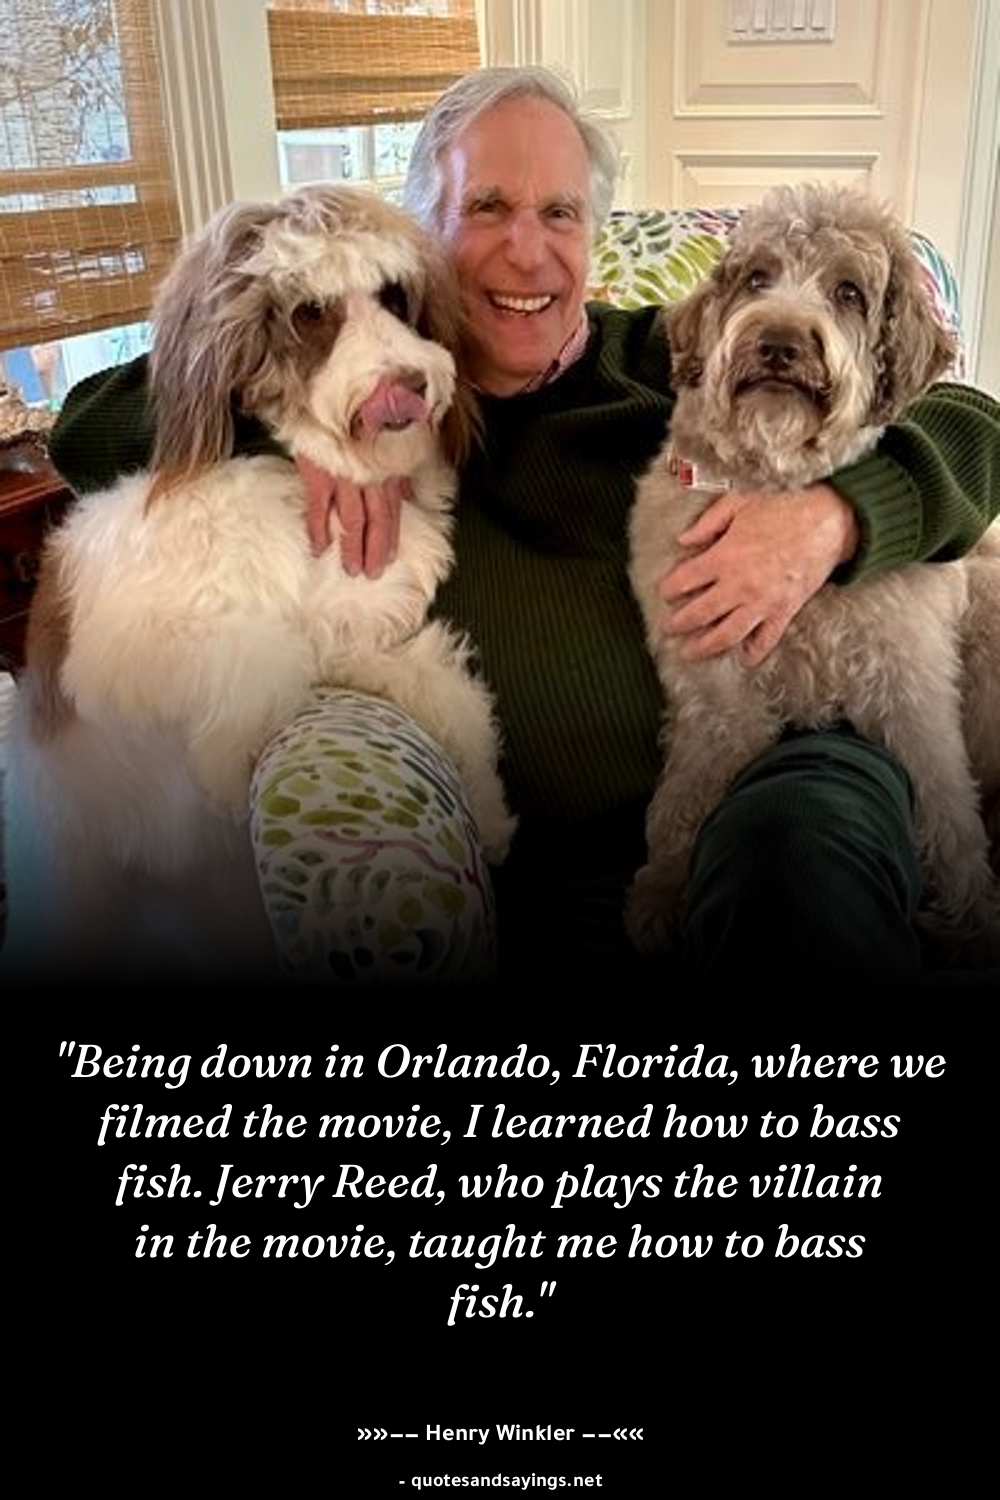 "Being down in Orlando, Florida, where we
filmed the movie, I learned how to bass
fish. Jerry Reed, who plays the villain
in the movie, taught me how to bass
fish."
»»–– Henry Winkler ––««
- quotesandsayings.net